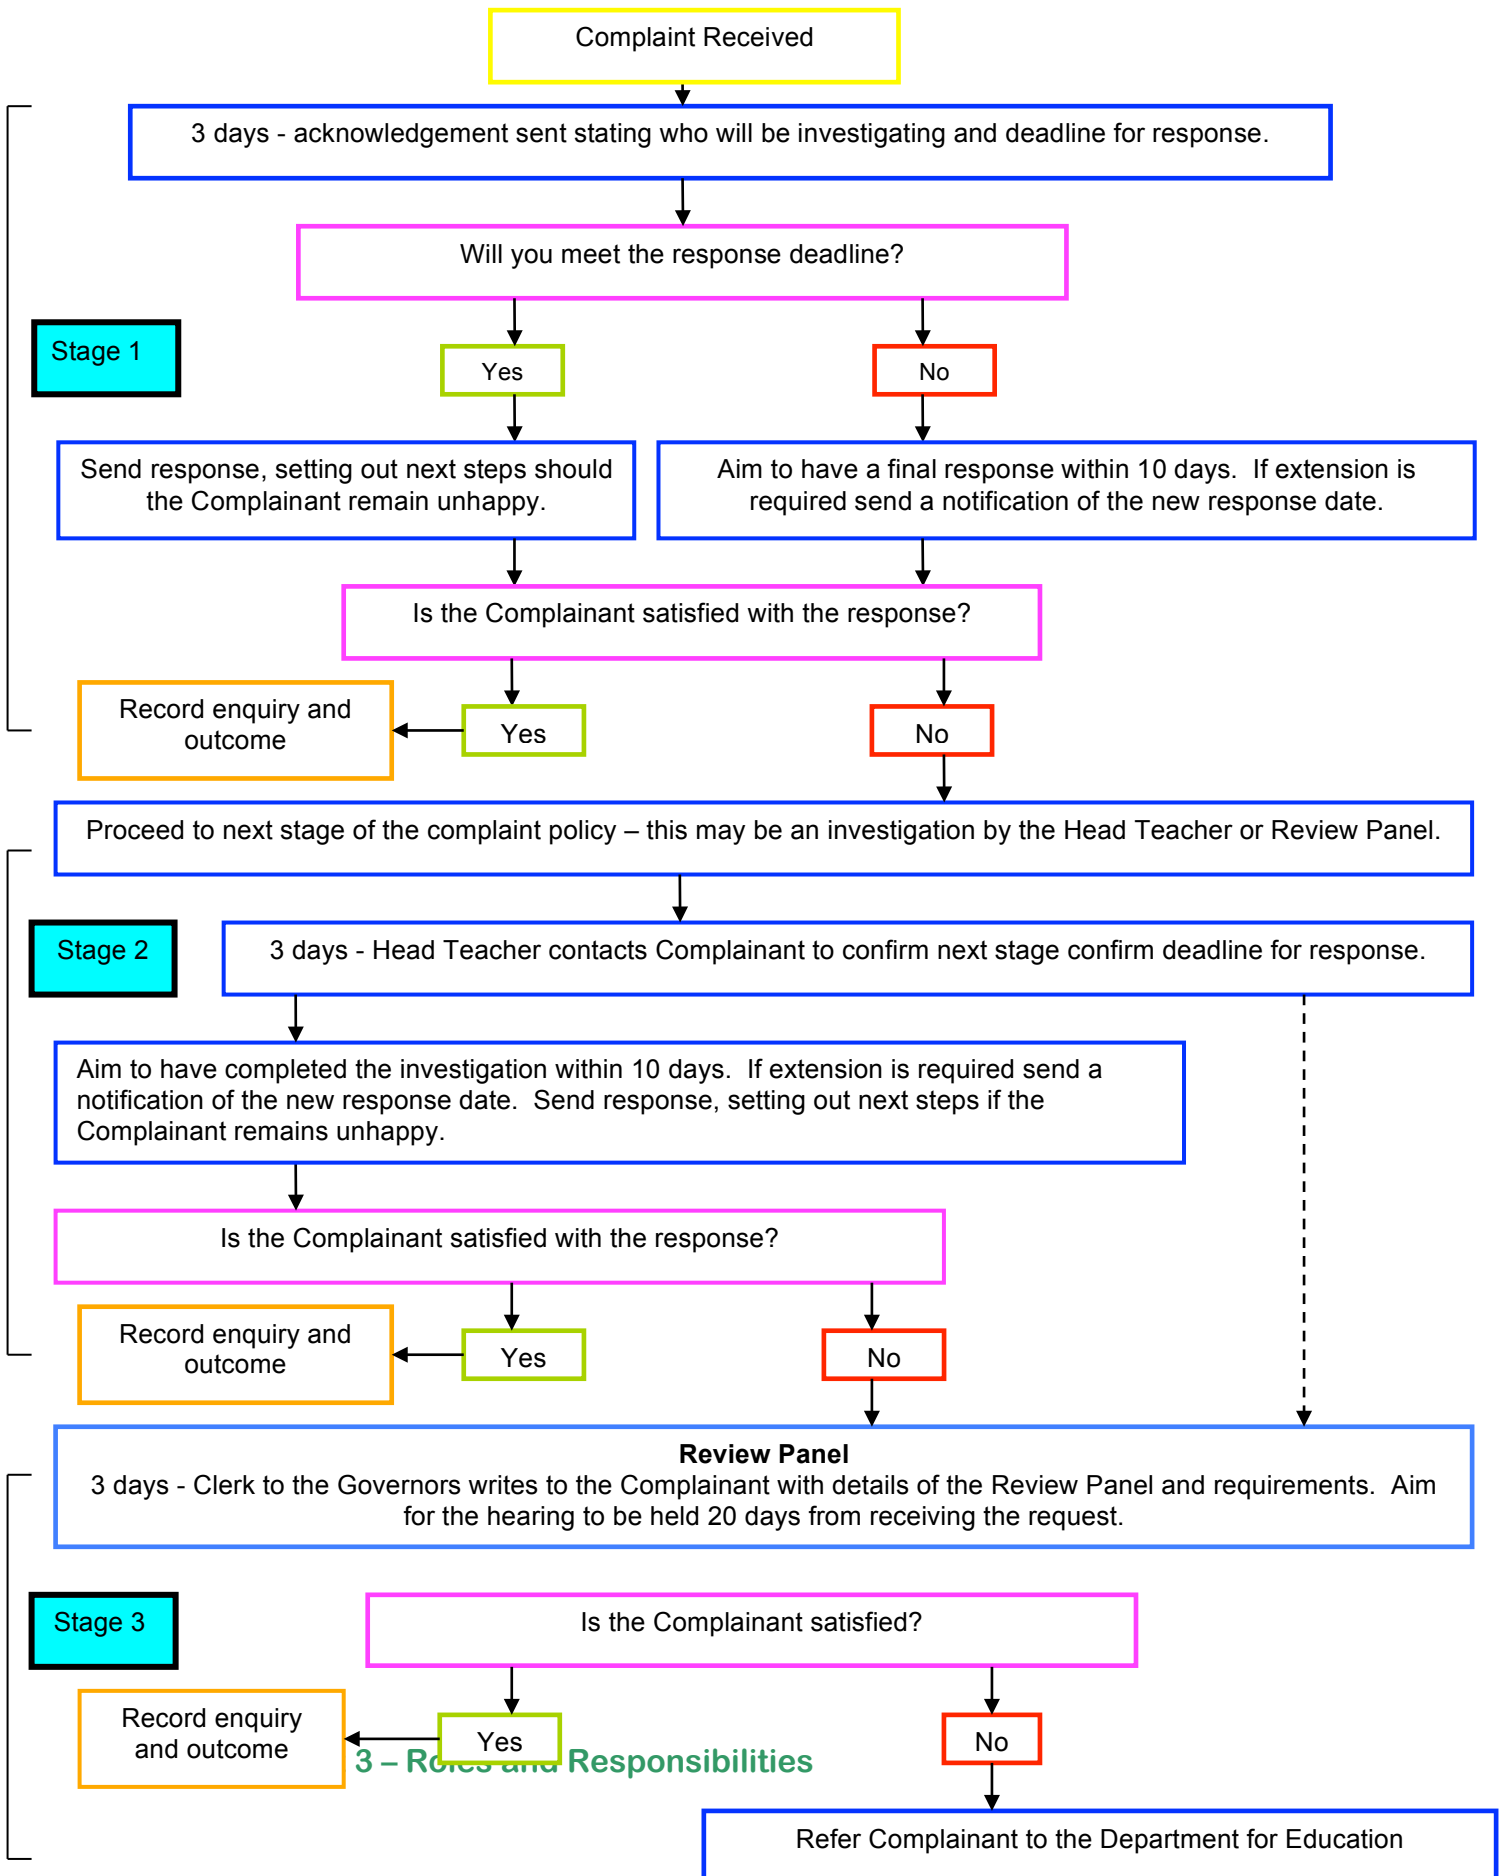 Complaint Received
3 days - acknowledgement sent stating who will be investigating and deadline for response.
Will you meet the response deadline?
Stage 1
Yes
No
Send response, setting out next steps should
the Complainant remain unhappy.
Aim to have a final response within 10 days.  If extension is
required send a notification of the new response date.
Is the Complainant satisfied with the response?
Record enquiry and
outcome
Yes
No
Proceed to next stage of the complaint policy – this may be an investigation by the Head Teacher or Review Panel.
Stage 2
3 days - Head Teacher contacts Complainant to confirm next stage confirm deadline for response.
Aim to have completed the investigation within 10 days.  If extension is required send a
notification of the new response date.  Send response, setting out next steps if the
Complainant remains unhappy.
Is the Complainant satisfied with the response?
Record enquiry and
outcome
Yes
No
Review Panel
3 days - Clerk to the Governors writes to the Complainant with details of the Review Panel and requirements.  Aim
for the hearing to be held 20 days from receiving the request.
Stage 3
Is the Complainant satisfied?
Record enquiry
and outcome
Yes
No
3 – Roles and Responsibilities
Refer Complainant to the Department for Education